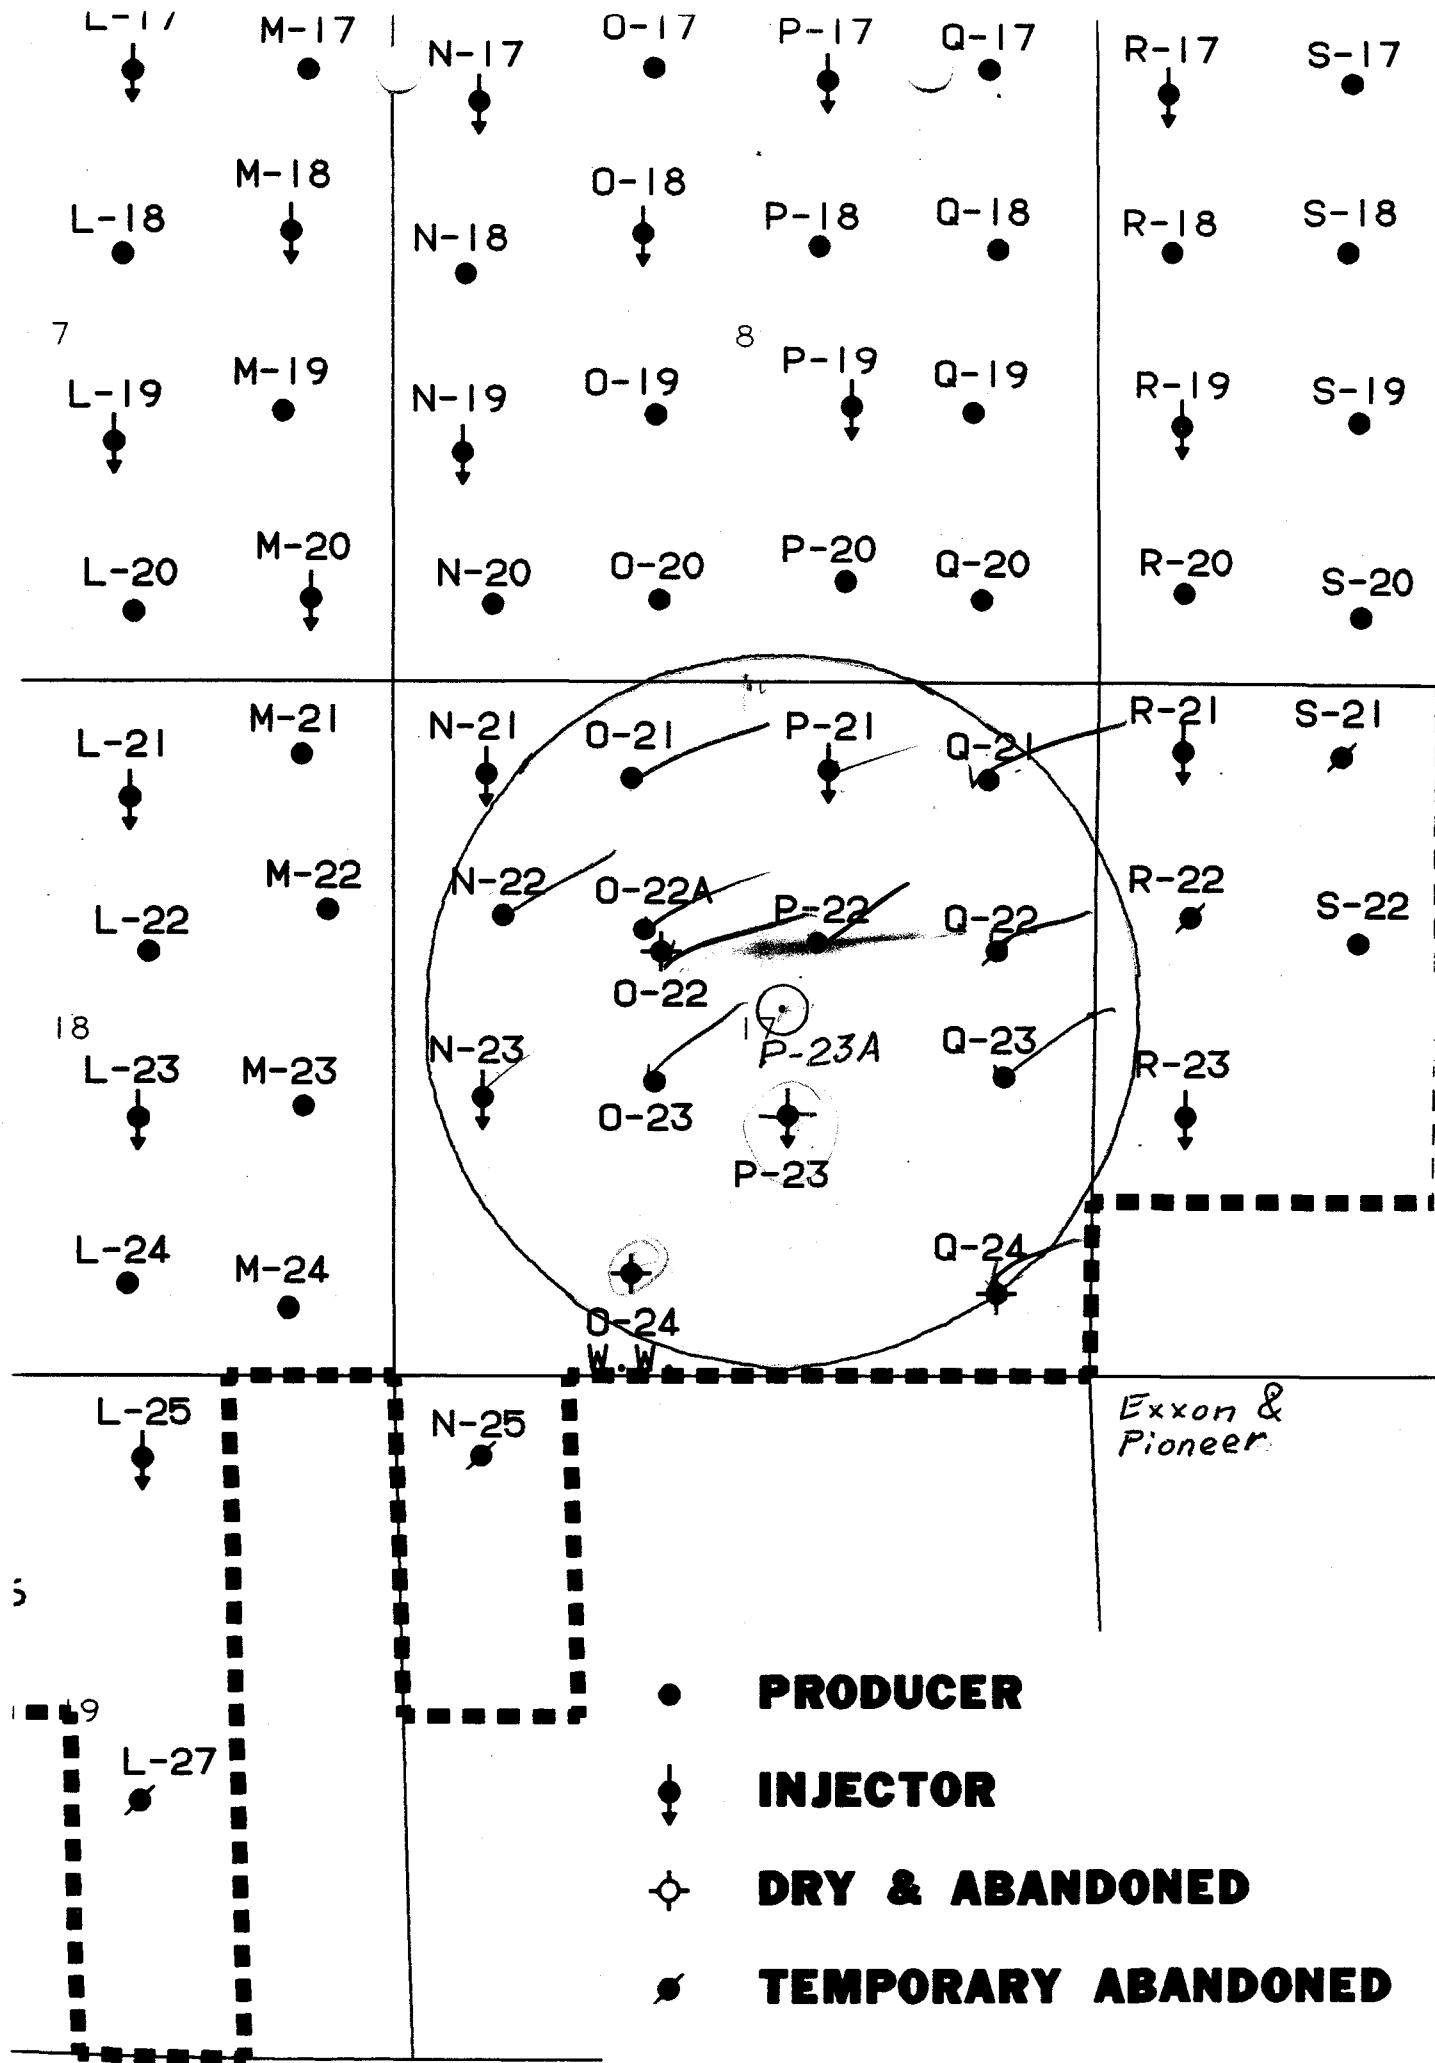 L-17 M-17 N-17 O-17 P-17 Q-17 R-17 S-17
L-18 M-18 N-18 O-18 P-18 Q-18 R-18 S-18
7 8
L-19 M-19 N-19 O-19 P-19 Q-19 R-19 S-19
L-20 M-20 N-20 O-20 P-20 Q-20 R-20 S-20
L-21 M-21 N-21 O-21 P-21 Q-21 R-21 S-21
L-22 M-22 N-22 O-22A P-22 Q-22 R-22 S-22
O-22
18 17
P-23A
L-23 M-23 N-23 O-23 P-23 Q-23 R-23
L-24 M-24 O-24 Q-24
W.W.
L-25 N-25
Exxon &
Pioneer
19
L-27
PRODUCER
INJECTOR
DRY & ABANDONED
TEMPORARY ABANDONED